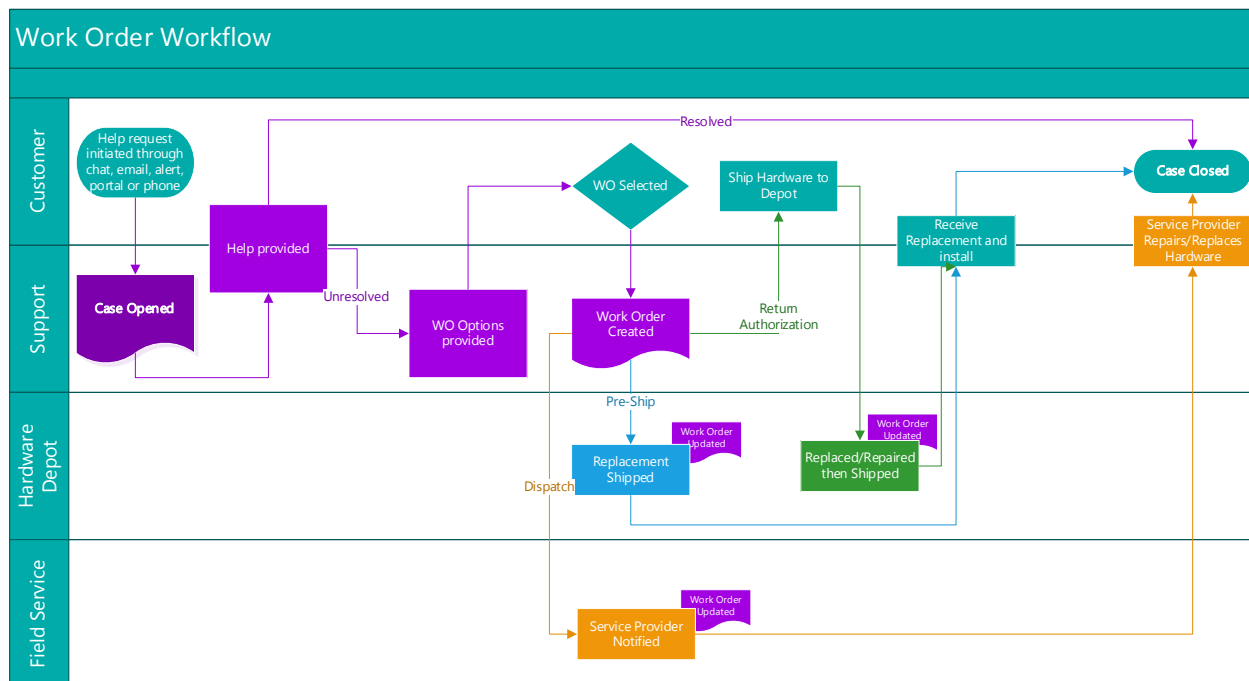 Work Order Workflow
Customer
Help request
initiated through
chat, email, alert,
portal or phone
Resolved
WO Selected
Ship Hardware to
Depot
Case Closed
Help provided
Receive
Replacement and
install
Service Provider
Repairs/Replaces
Hardware
Support
Case Opened
Unresolved
WO Options
provided
Work Order
Created
Return
Authorization
Hardware
Depot
Pre-Ship
Work Order
Updated
Replacement
Shipped
Work Order
Updated
Replaced/Repaired
then Shipped
Dispatch
Field Service
Work Order
Updated
Service Provider
Notified